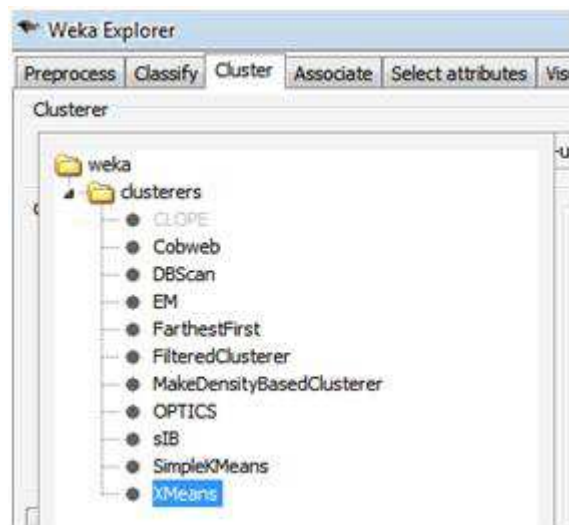 Weka Explorer
Preprocess Classify Cluster Associate Select attributes
Clusterer
weka
clusterers
CLOPE
Cobweb
DBScan
EM
FarthestFirst
FilteredClusterer
MakeDensityBasedClusterer
OPTICS
sIB
SimpleKMeans
XMeans